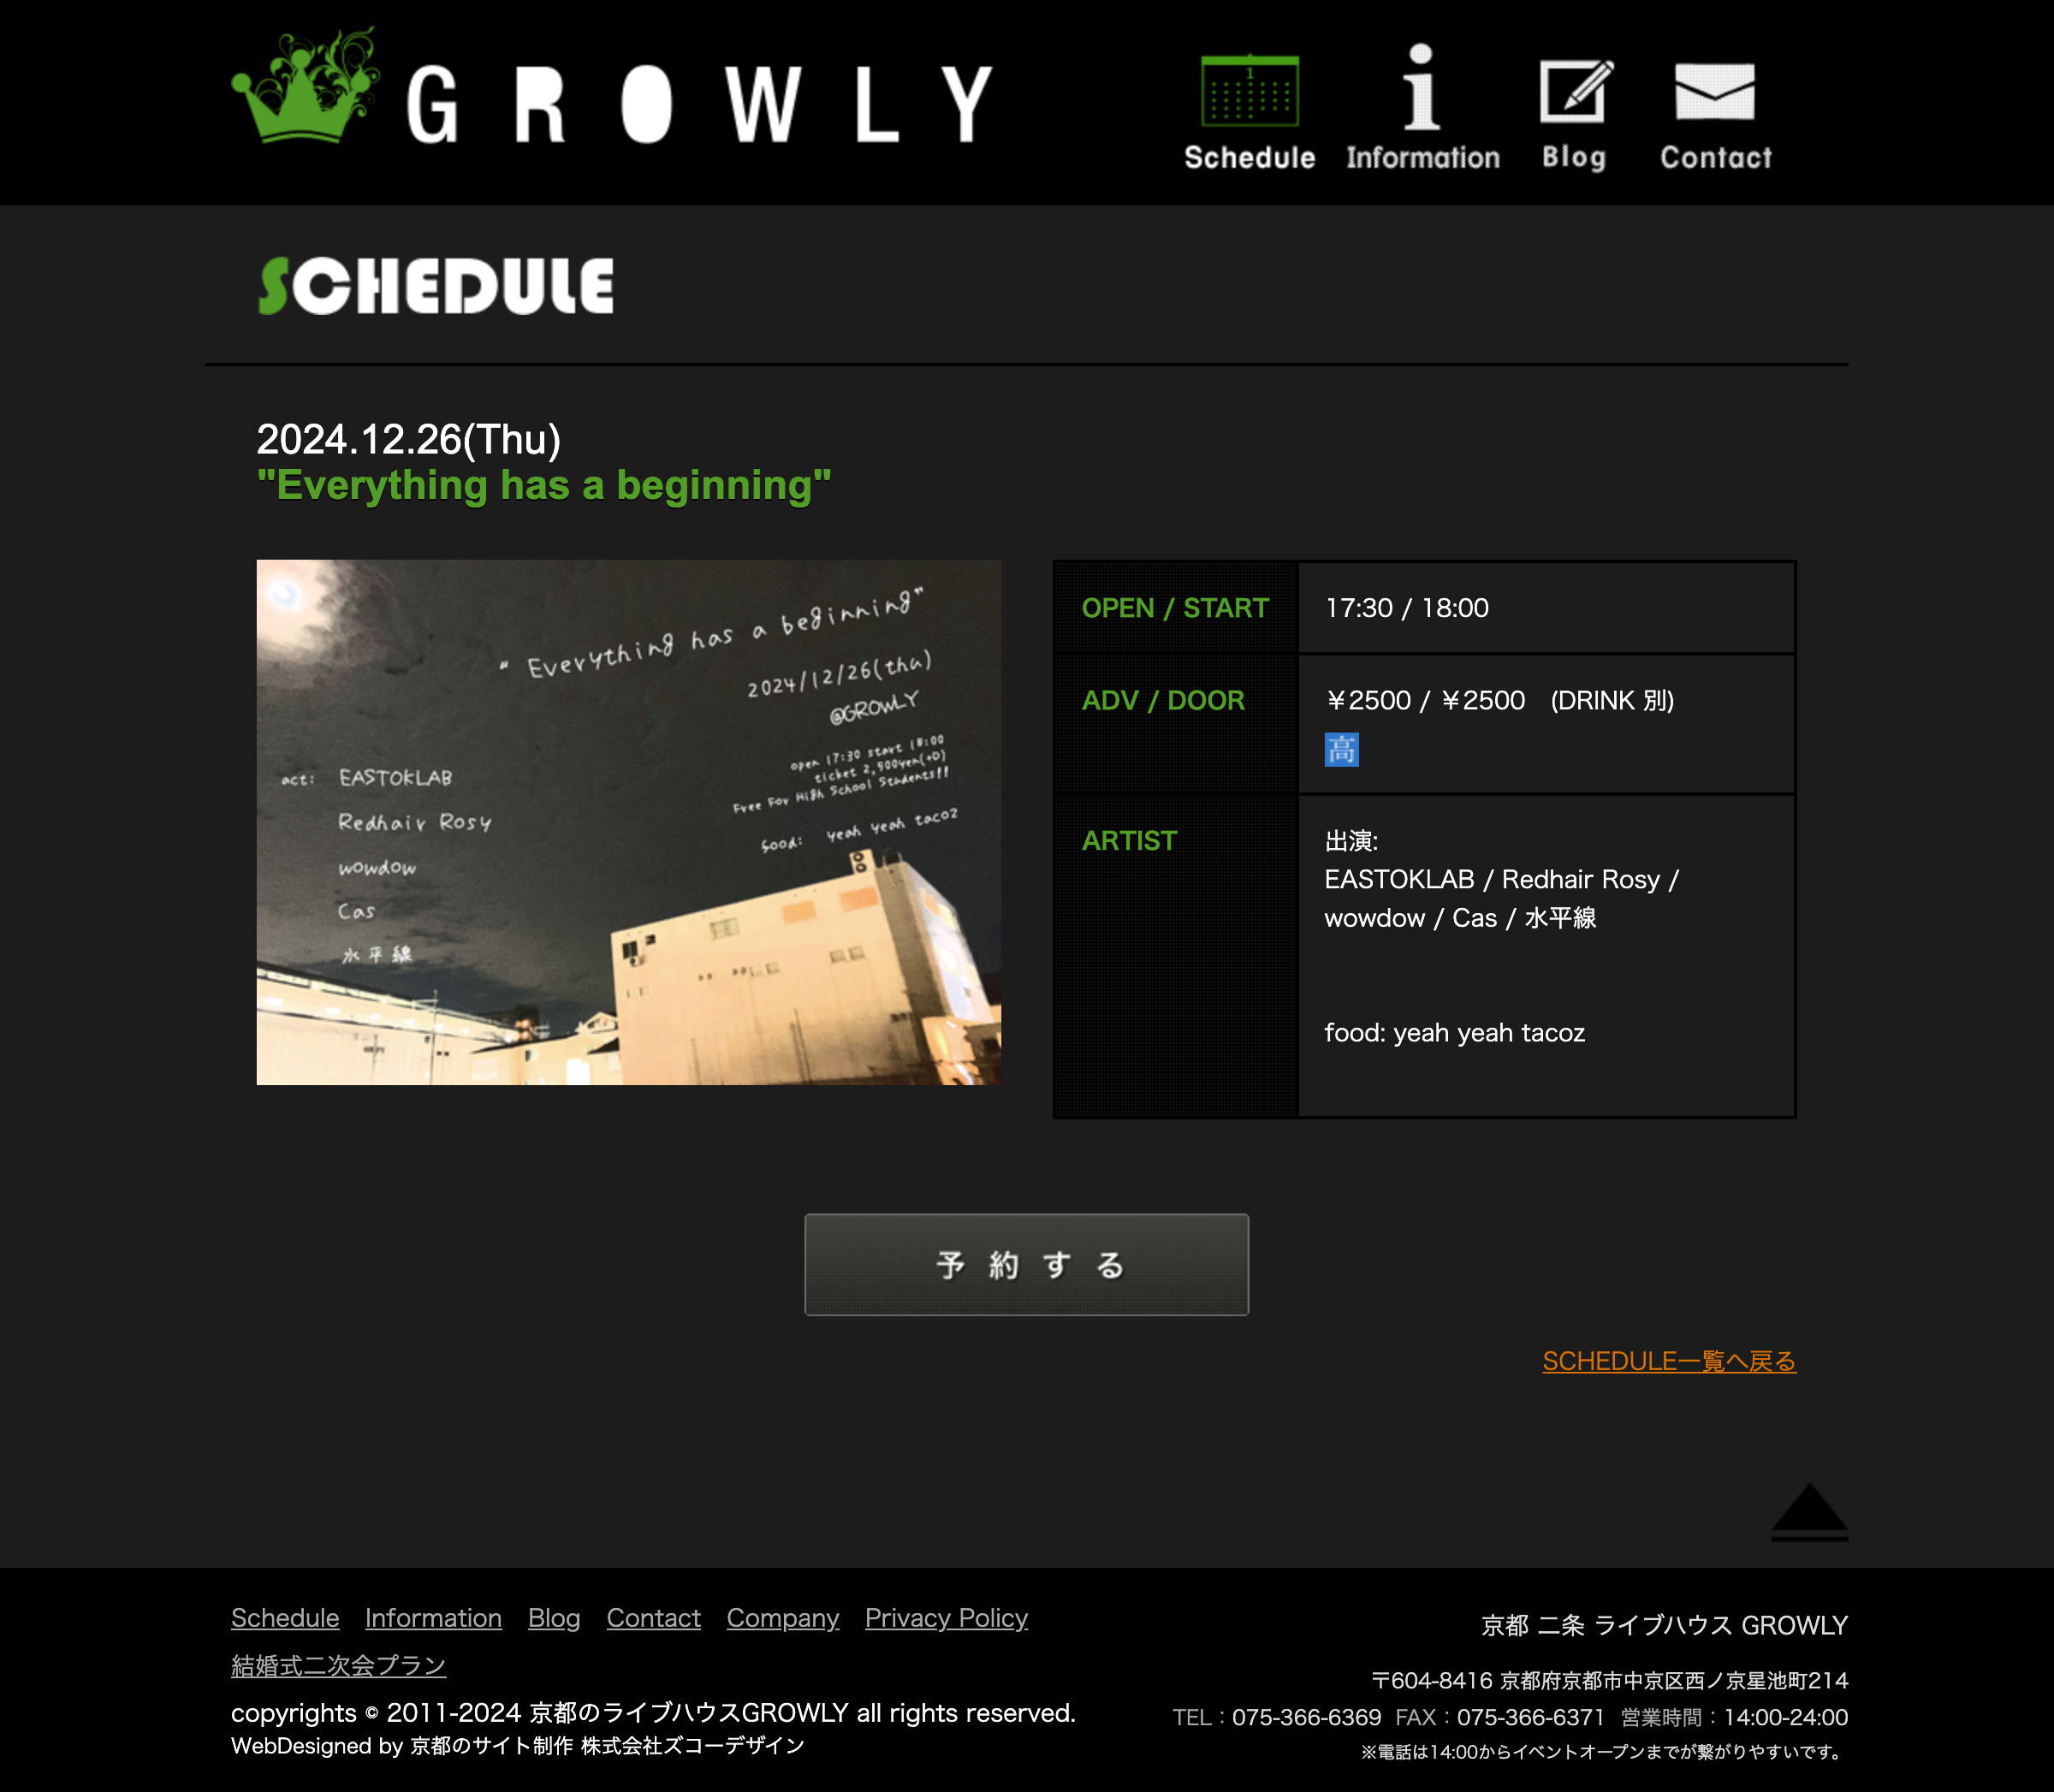 GROWLY
Schedule Information Blog Contact
SCHEDULE
2024.12.26(Thu)
"Everything has a beginning"
" Everything has a beginning"
2024/12/26(thu)
@GROWLY
open 17:30 start 18:00
ticket 2,500yen(+D)
Free For High School Students!!
food: yeah yeah tacoz
act: EASTOKLAB
Redhair Rosy
wowdow
Cas
水平線
OPEN / START 17:30 / 18:00
ADV / DOOR ￥2500 / ￥2500 (DRINK 別)
高
ARTIST 出演:
EASTOKLAB / Redhair Rosy /
wowdow / Cas / 水平線
food: yeah yeah tacoz
予約する
SCHEDULE一覧へ戻る
Schedule Information Blog Contact Company Privacy Policy
結婚式二次会プラン
copyrights © 2011-2024 京都のライブハウスGROWLY all rights reserved.
WebDesigned by 京都のサイト制作 株式会社ズコーデザイン
京都 二条 ライブハウス GROWLY
〒604-8416 京都府京都市中京区西ノ京星池町214
TEL：075-366-6369 FAX：075-366-6371 営業時間：14:00-24:00
※電話は14:00からイベントオープンまでが繋がりやすいです。